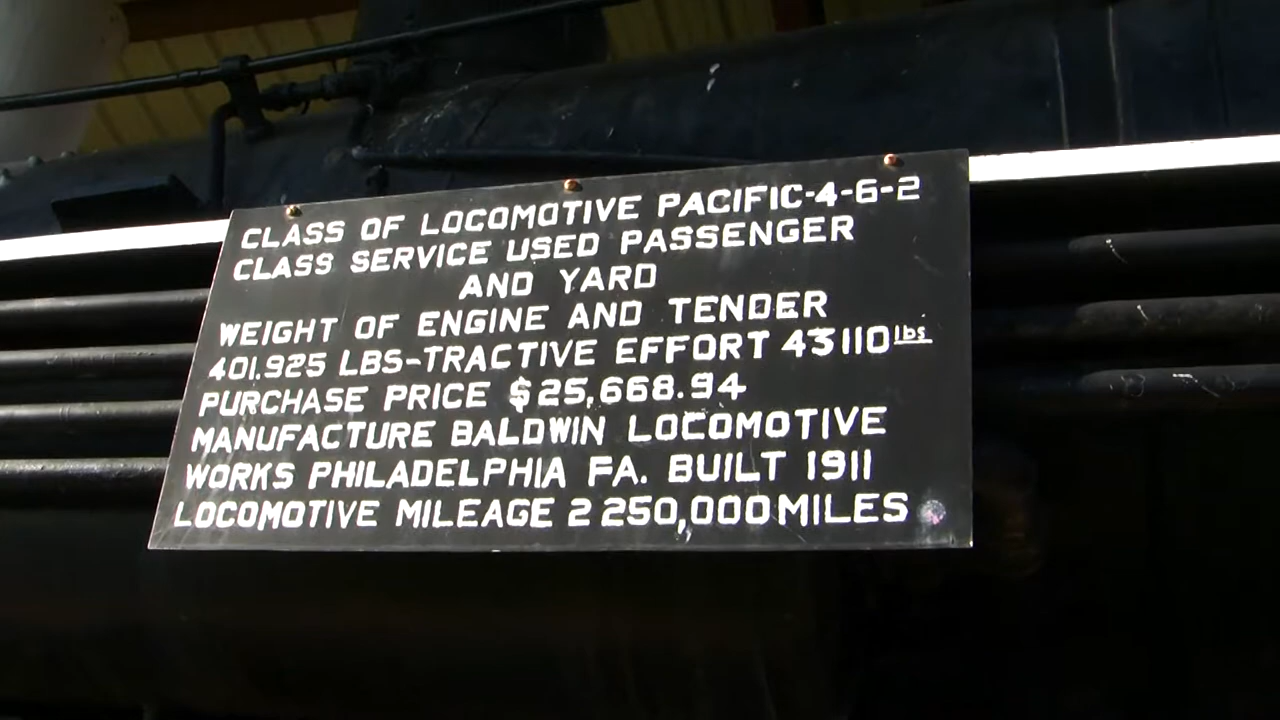 CLASS OF LOCOMOTIVE PACIFIC-4-6-2
CLASS SERVICE USED PASSENGER
AND YARD
WEIGHT OF ENGINE AND TENDER
401,925 LBS-TRACTIVE EFFORT 43110 lbs
PURCHASE PRICE $25,668.94
MANUFACTURE BALDWIN LOCOMOTIVE
WORKS PHILADELPHIA PA. BUILT 1911
LOCOMOTIVE MILEAGE 2 250,000 MILES